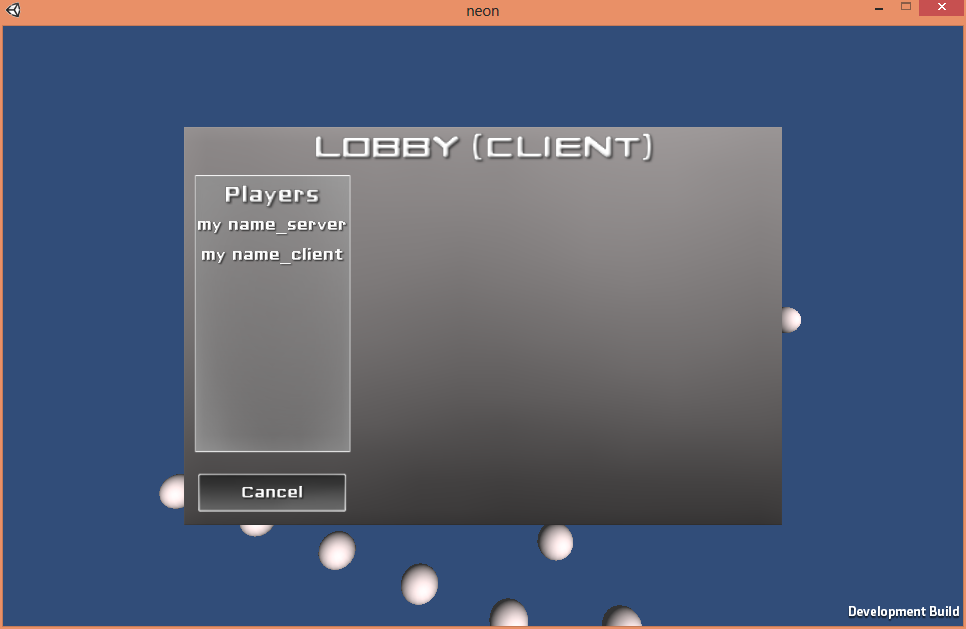 neon
LOBBY (CLIENT)
Players
my name_server
my name_client
Cancel
Development Build